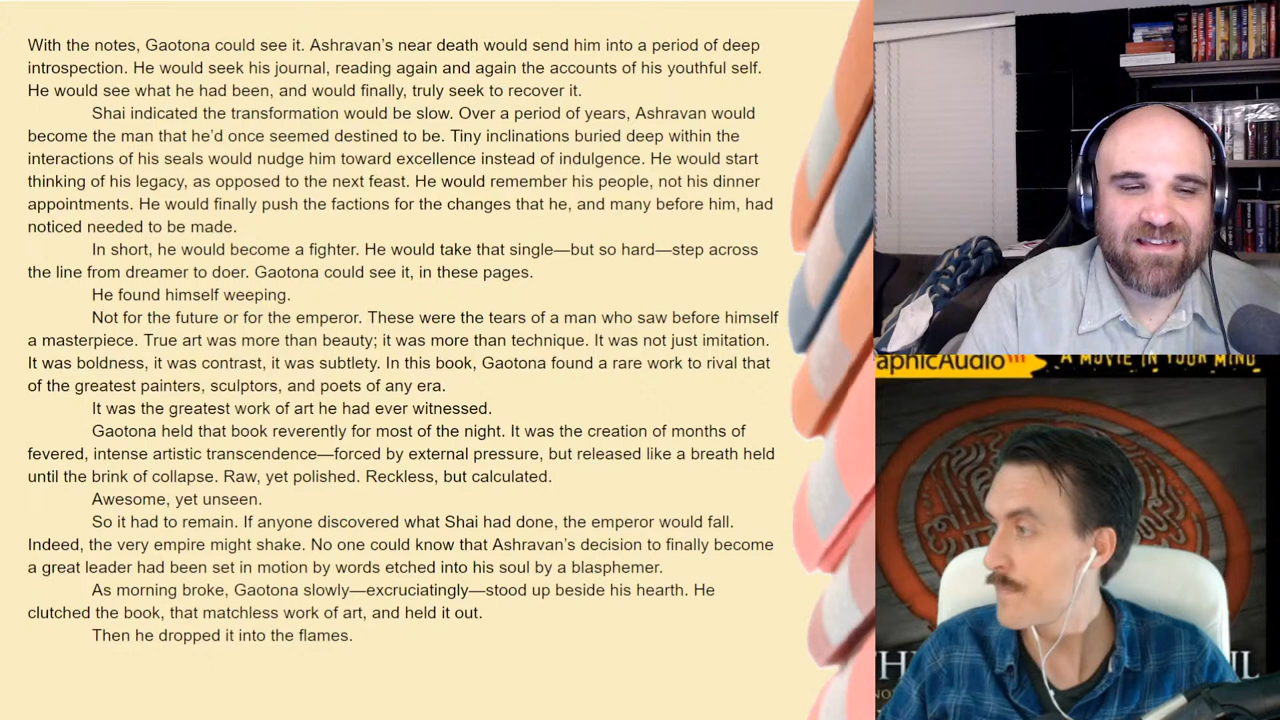 With the notes, Gaotona could see it. Ashravan’s near death would send him into a period of deep
introspection. He would seek his journal, reading again and again the accounts of his youthful self.
He would see what he had been, and would finally, truly seek to recover it.
Shai indicated the transformation would be slow. Over a period of years, Ashravan would
become the man that he’d once seemed destined to be. Tiny inclinations buried deep within the
interactions of his seals would nudge him toward excellence instead of indulgence. He would start
thinking of his legacy, as opposed to the next feast. He would remember his people, not his dinner
appointments. He would finally push the factions for the changes that he, and many before him, had
noticed needed to be made.
In short, he would become a fighter. He would take that single—but so hard—step across
the line from dreamer to doer. Gaotona could see it, in these pages.
He found himself weeping.
Not for the future or for the emperor. These were the tears of a man who saw before himself
a masterpiece. True art was more than beauty; it was more than technique. It was not just imitation.
It was boldness, it was contrast, it was subtlety. In this book, Gaotona found a rare work to rival that
of the greatest painters, sculptors, and poets of any era.
It was the greatest work of art he had ever witnessed.
Gaotona held that book reverently for most of the night. It was the creation of months of
fevered, intense artistic transcendence—forced by external pressure, but released like a breath held
until the brink of collapse. Raw, yet polished. Reckless, but calculated.
Awesome, yet unseen.
So it had to remain. If anyone discovered what Shai had done, the emperor would fall.
Indeed, the very empire might shake. No one could know that Ashravan’s decision to finally become
a great leader had been set in motion by words etched into his soul by a blasphemer.
As morning broke, Gaotona slowly—excruciatingly—stood up beside his hearth. He
clutched the book, that matchless work of art, and held it out.
Then he dropped it into the flames.
raphicAudio
A MOVIE IN YOUR MIND